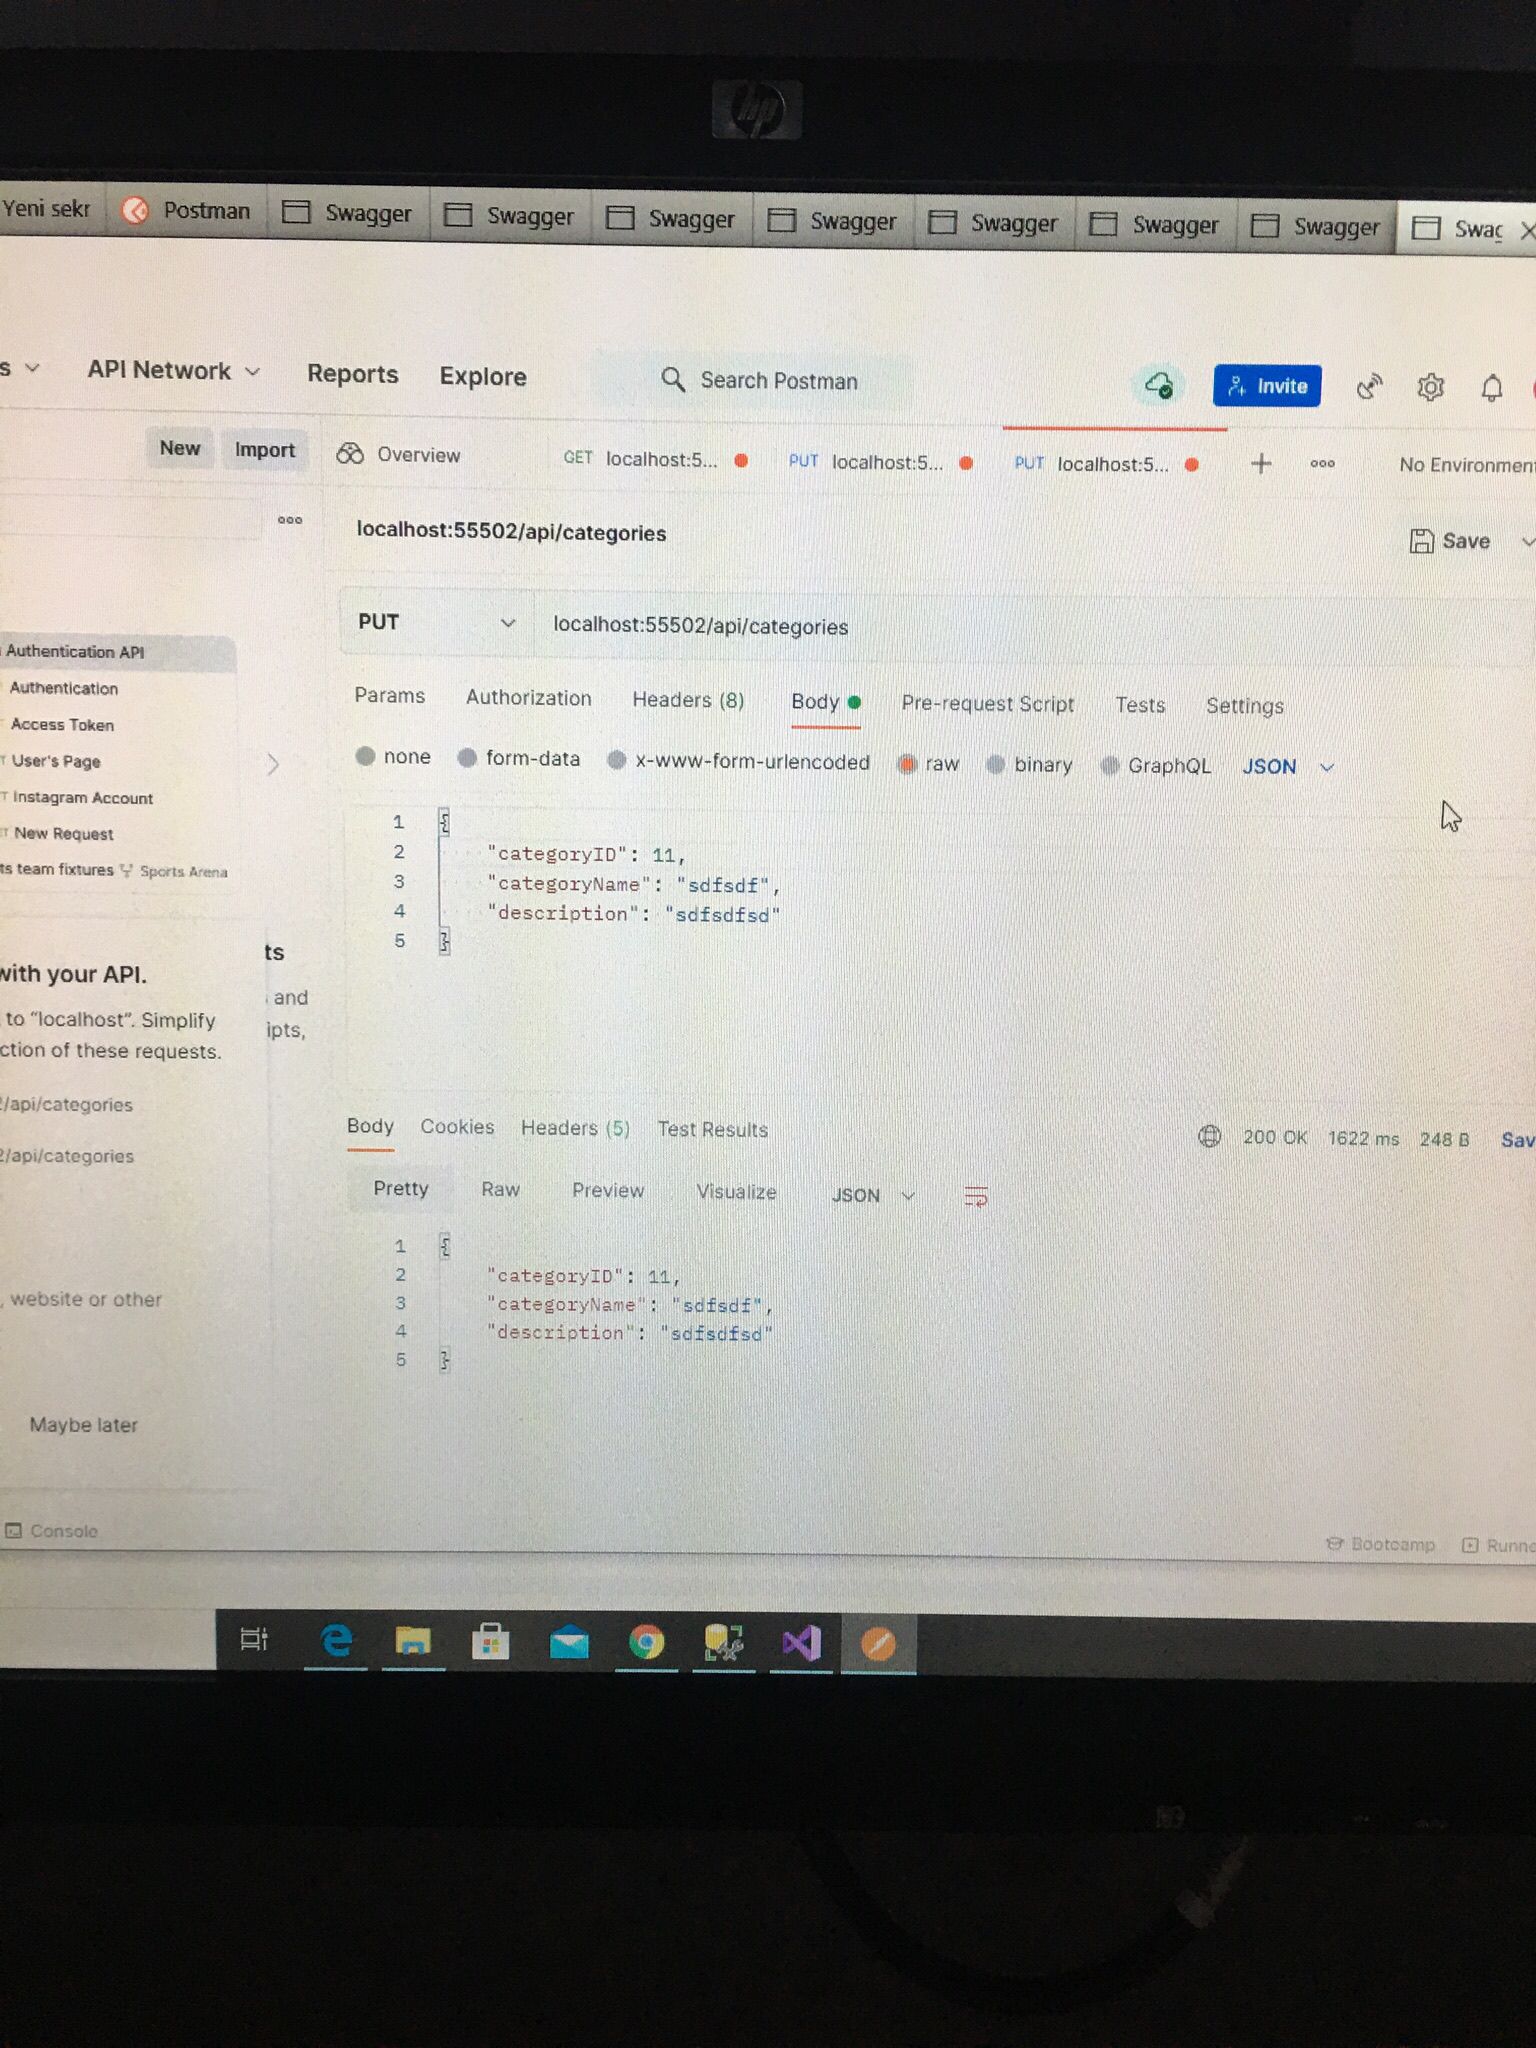 hp
Yeni sekr Postman Swagger Swagger Swagger Swagger Swagger Swagger Swagger Swag
s API Network Reports Explore Search Postman Invite
New Import Overview GET localhost:5... PUT localhost:5... PUT localhost:5... No Environment
localhost:55502/api/categories Save
PUT localhost:55502/api/categories
Authentication API
Authentication
Access Token
User's Page
Instagram Account
New Request
ts team fixtures Sports Arena
Params Authorization Headers (8) Body Pre-request Script Tests Settings
none form-data x-www-form-urlencoded raw binary GraphQL JSON
1 {
2 "categoryID": 11,
3 "categoryName": "sdfsdf",
4 "description": "sdfsdfsd"
5 }
ts
with your API.
and
to “localhost”. Simplify
ipts,
ction of these requests.
/api/categories
2/api/categories
, website or other
Maybe later
Body Cookies Headers (5) Test Results 200 OK 1622 ms 248 B Sav
Pretty Raw Preview Visualize JSON
1 {
2 "categoryID": 11,
3 "categoryName": "sdfsdf",
4 "description": "sdfsdfsd"
5 }
Console Bootcamp Runne